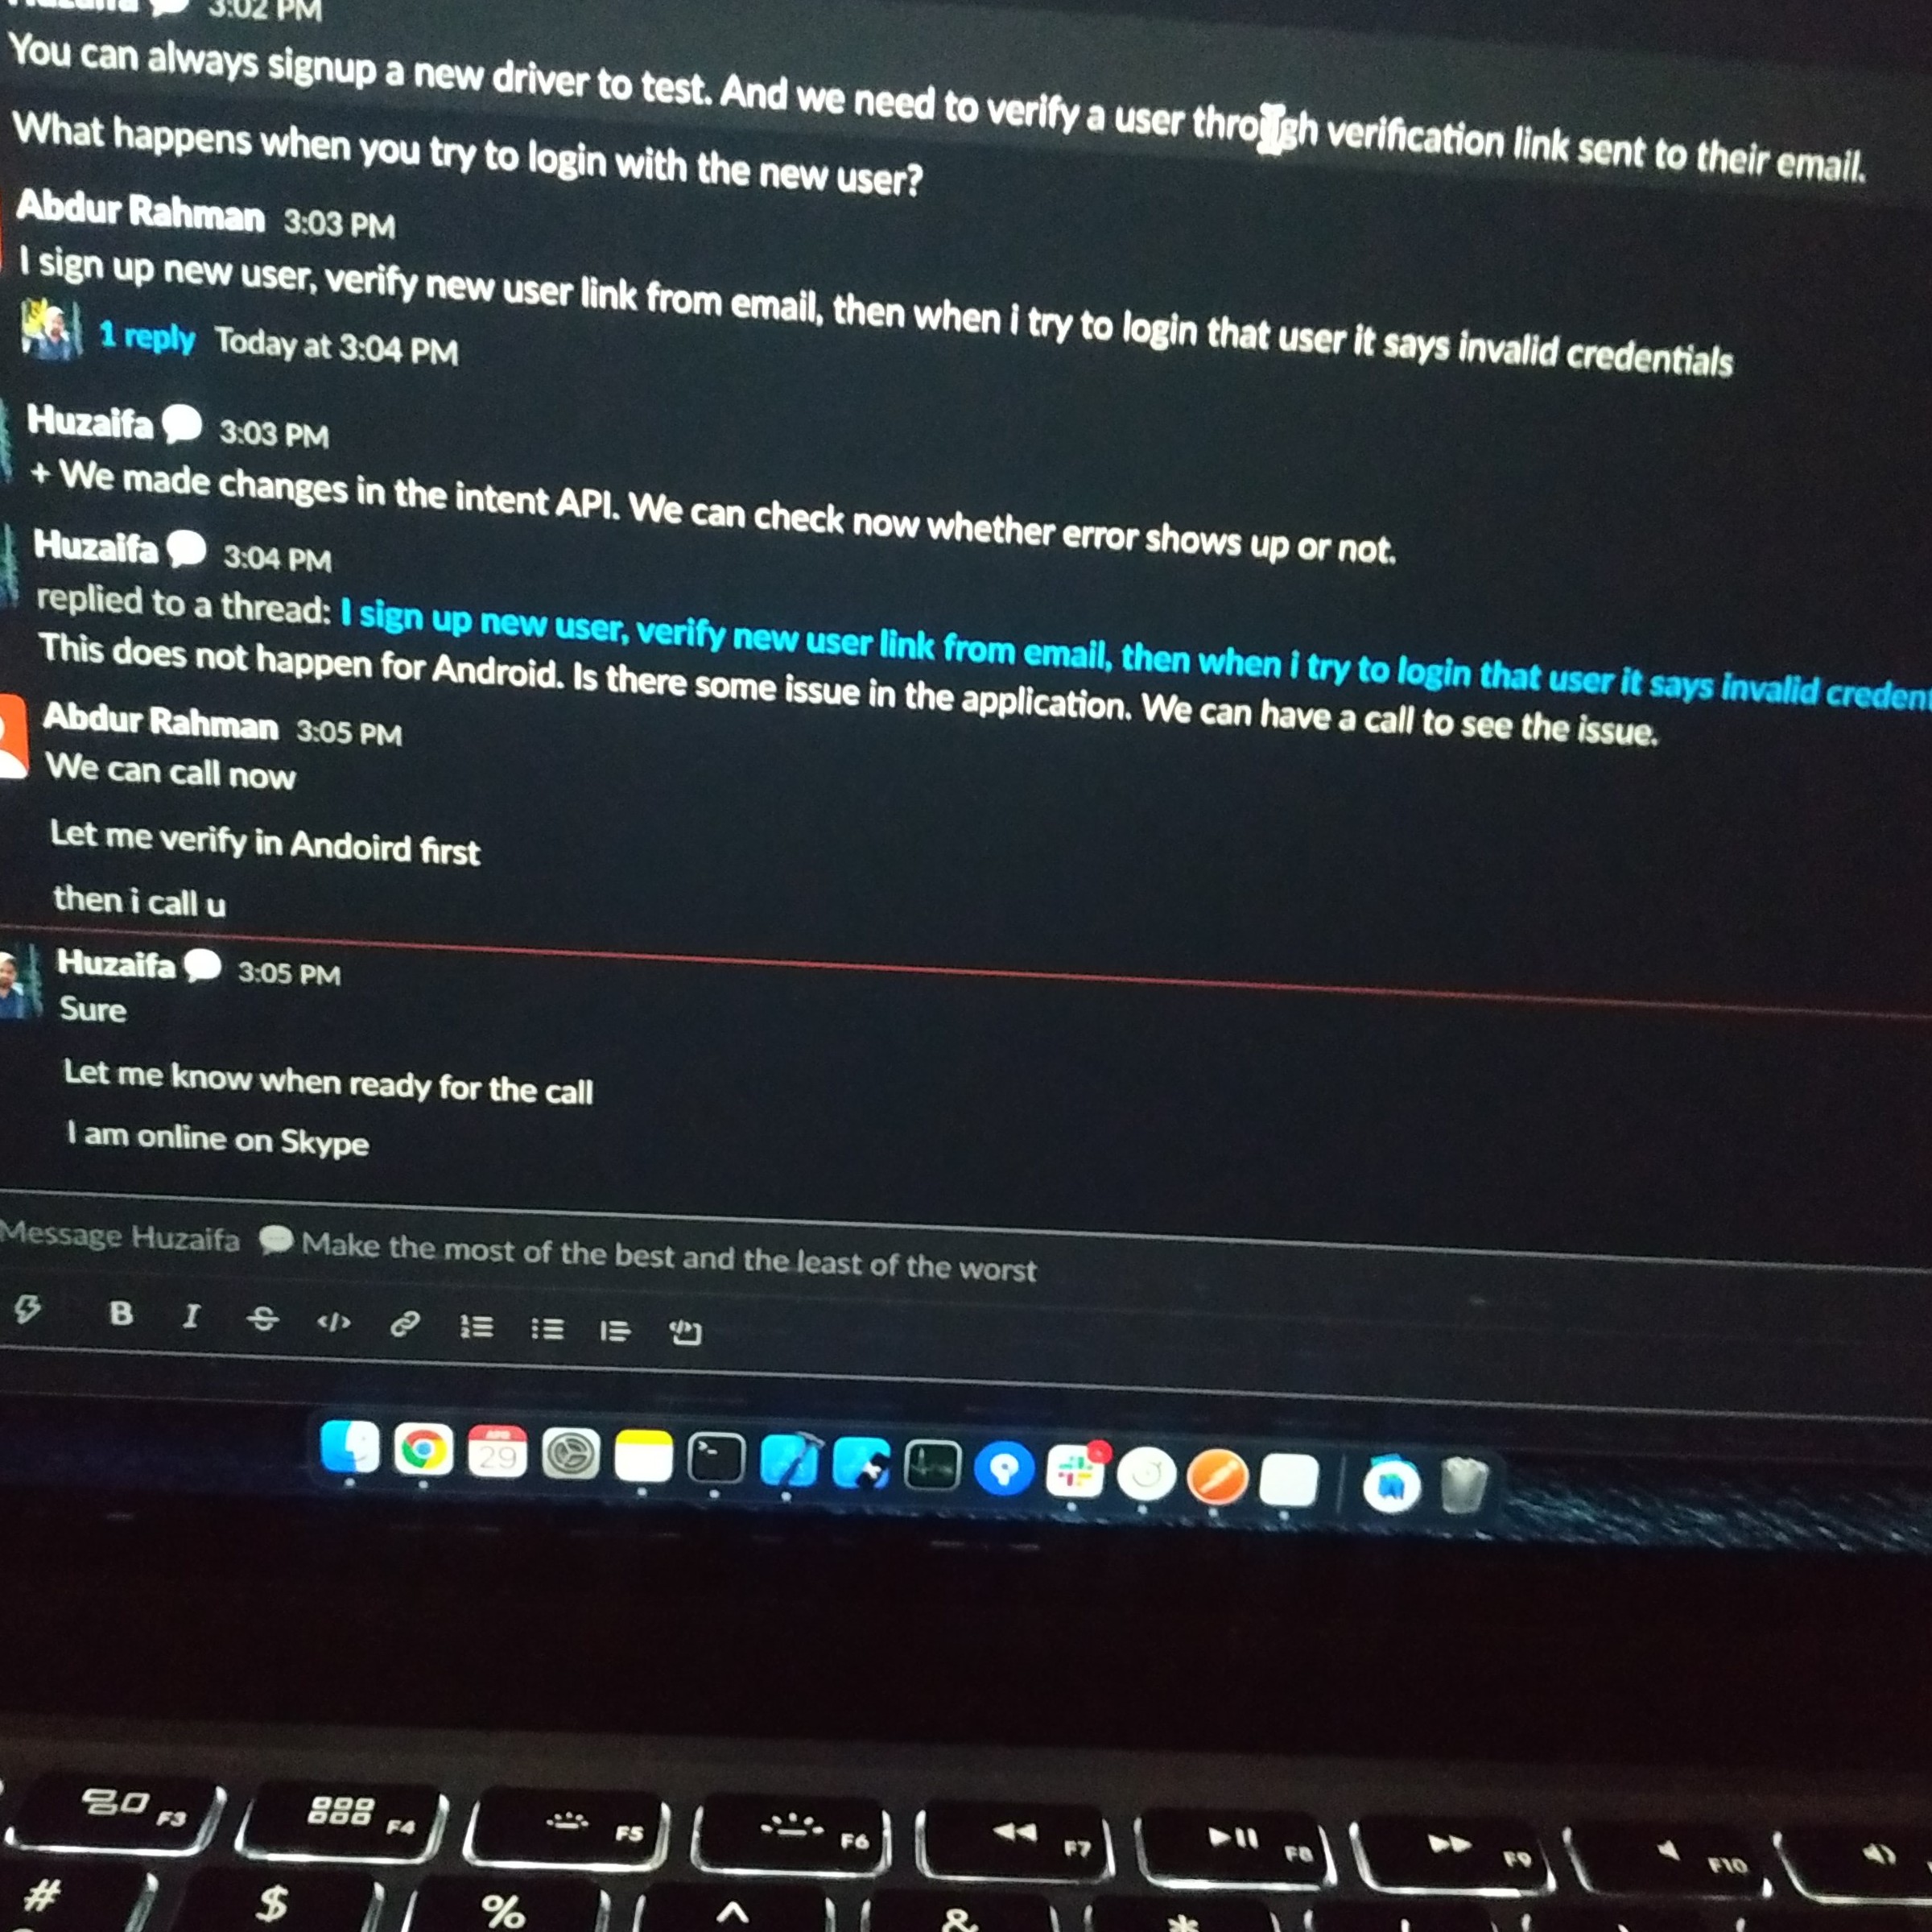 3:02 PM
You can always signup a new driver to test. And we need to verify a user through verification link sent to their email.
What happens when you try to login with the new user?
Abdur Rahman 3:03 PM
I sign up new user, verify new user link from email, then when i try to login that user it says invalid credentials
1 reply Today at 3:04 PM
Huzaifa 3:03 PM
+ We made changes in the intent API. We can check now whether error shows up or not.
Huzaifa 3:04 PM
replied to a thread: I sign up new user, verify new user link from email, then when i try to login that user it says invalid creden
This does not happen for Android. Is there some issue in the application. We can have a call to see the issue.
Abdur Rahman 3:05 PM
We can call now
Let me verify in Andoird first
then i call u
Huzaifa 3:05 PM
Sure
Let me know when ready for the call
I am online on Skype
Message Huzaifa Make the most of the best and the least of the worst
B I S </>
29
F3 F4 F5 F6 F7 F8 F9 F10
# $ % ^ & *